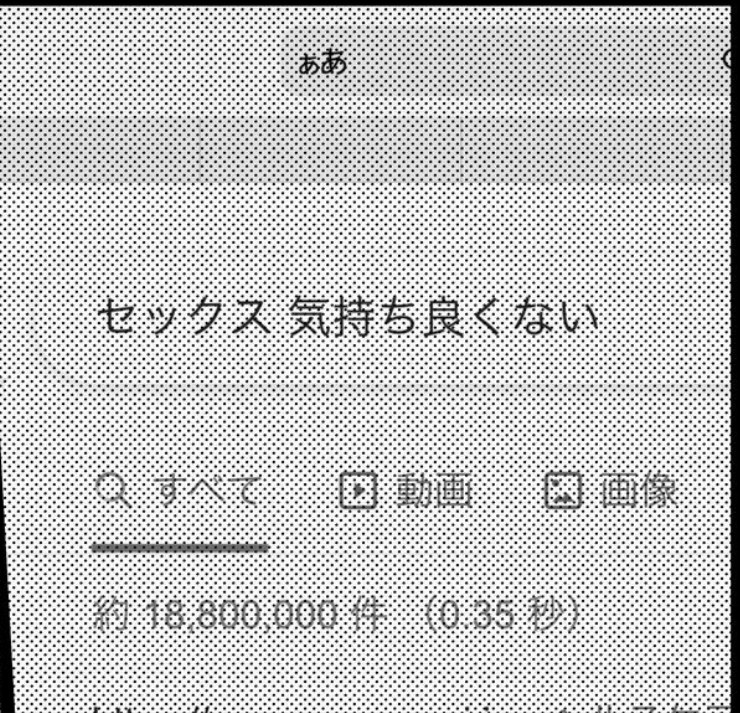 ぁあ
セックス 気持ち良くない
すべて 動画 画像
約 18,800,000 件 （0.35 秒）